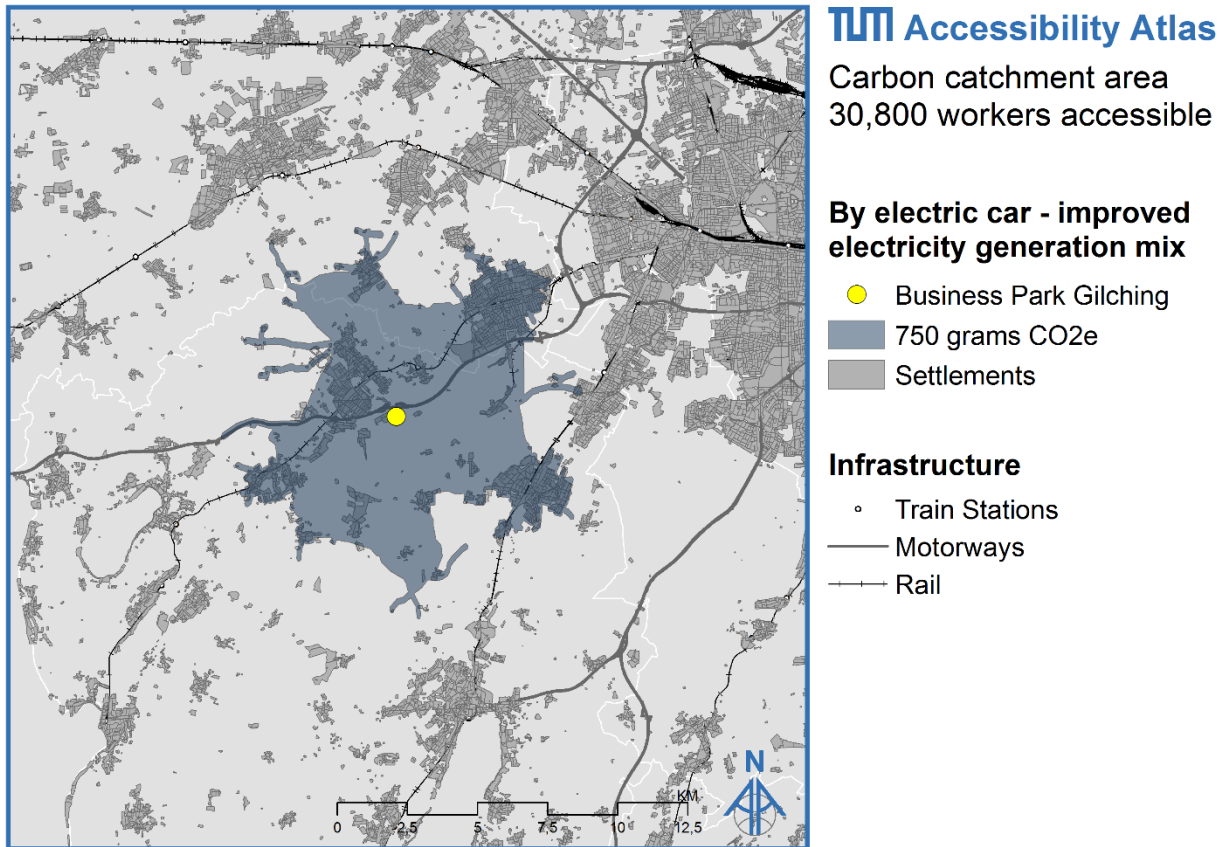 TUM Accessibility Atlas
Carbon catchment area
30,800 workers accessible
By electric car - improved
electricity generation mix
Business Park Gilching
750 grams CO2e
Settlements
Infrastructure
Train Stations
Motorways
Rail
N
KM
0 2,5 5 7,5 10 12,5